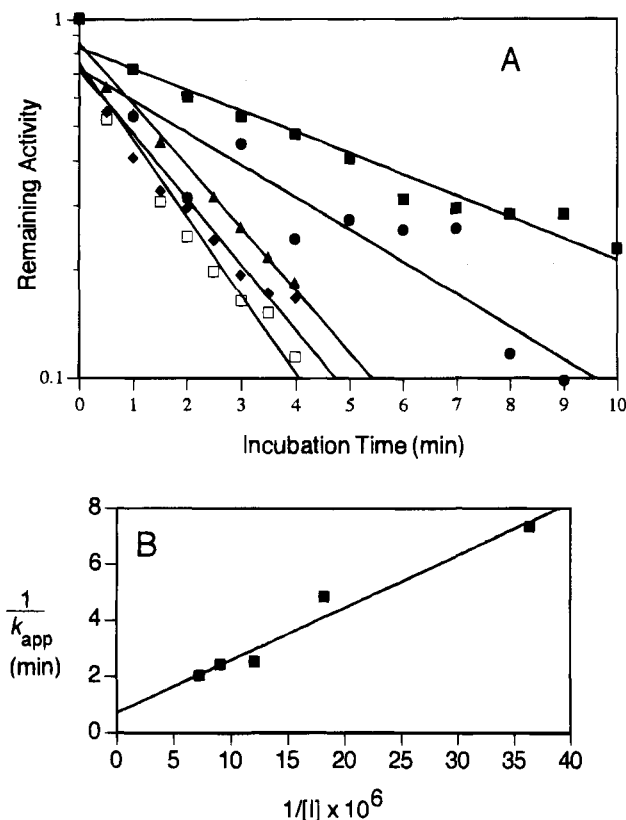 1
A
Remaining Activity
0.1
0 1 2 3 4 5 6 7 8 9 10
Incubation Time (min)
8
B
6
1
k app
(min)
4
2
0
0 5 10 15 20 25 30 35 40
1/[I] x 10^6